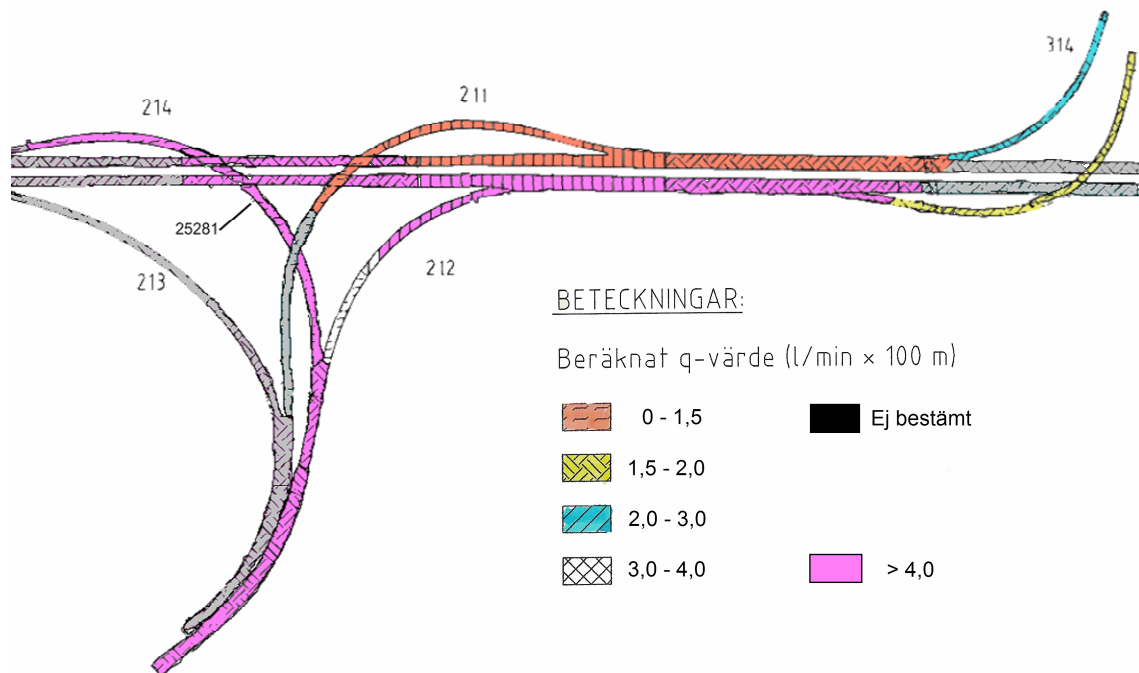 314
211
214
25281
213
212
BETECKNINGAR:
Beräknat q-värde (l/min × 100 m)
0 - 1,5
Ej bestämt
1,5 - 2,0
2,0 - 3,0
3,0 - 4,0
> 4,0